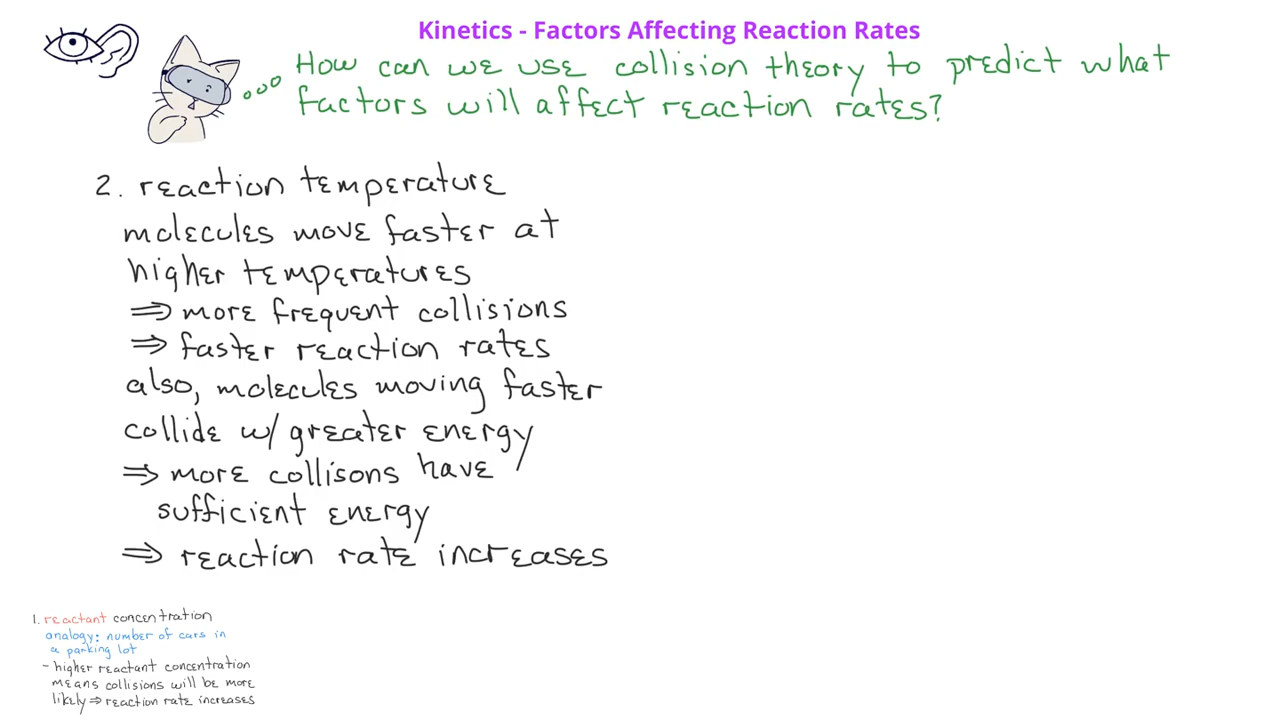 Kinetics - Factors Affecting Reaction Rates
How can we use collision theory to predict what
factors will affect reaction rates?
2. reaction temperature
molecules move faster at
higher temperatures
⇒ more frequent collisions
⇒ faster reaction rates
also, molecules moving faster
collide w/ greater energy
⇒ more collisons have
sufficient energy
⇒ reaction rate increases
1. reactant concentration
analogy: number of cars in
a parking lot
- higher reactant concentration
means collisions will be more
likely ⇒ reaction rate increases